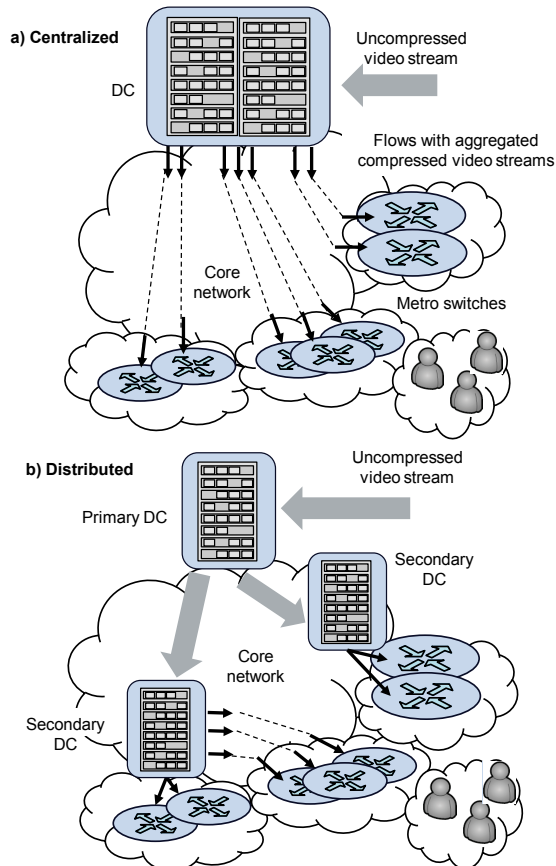 a) Centralized
DC
Uncompressed
video stream
Flows with aggregated
compressed video streams
Core
network
Metro switches
b) Distributed
Uncompressed
video stream
Primary DC
Secondary
DC
Core
network
Secondary
DC